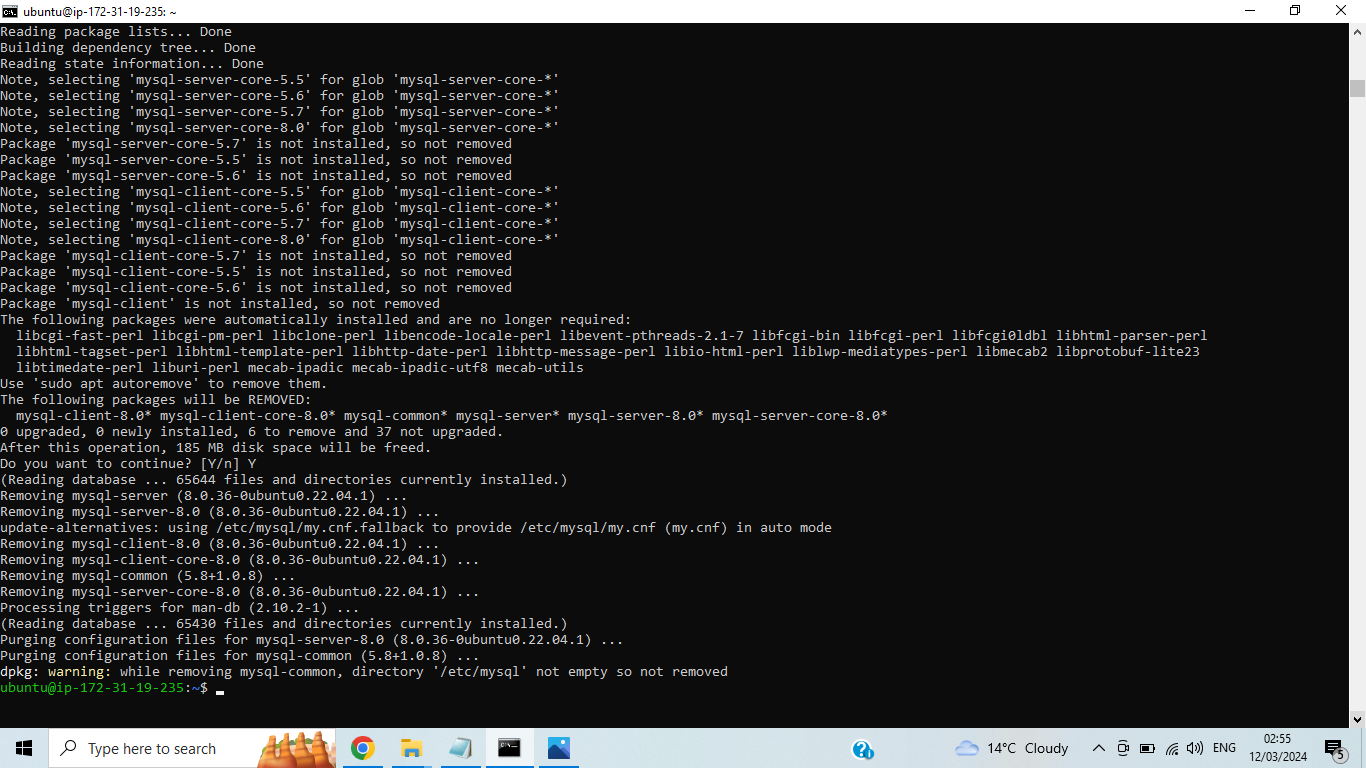 ubuntu@ip-172-31-19-235: ~
Reading package lists... Done
Building dependency tree... Done
Reading state information... Done
Note, selecting 'mysql-server-core-5.5' for glob 'mysql-server-core-*'
Note, selecting 'mysql-server-core-5.6' for glob 'mysql-server-core-*'
Note, selecting 'mysql-server-core-5.7' for glob 'mysql-server-core-*'
Note, selecting 'mysql-server-core-8.0' for glob 'mysql-server-core-*'
Package 'mysql-server-core-5.7' is not installed, so not removed
Package 'mysql-server-core-5.5' is not installed, so not removed
Package 'mysql-server-core-5.6' is not installed, so not removed
Note, selecting 'mysql-client-core-5.5' for glob 'mysql-client-core-*'
Note, selecting 'mysql-client-core-5.6' for glob 'mysql-client-core-*'
Note, selecting 'mysql-client-core-5.7' for glob 'mysql-client-core-*'
Note, selecting 'mysql-client-core-8.0' for glob 'mysql-client-core-*'
Package 'mysql-client-core-5.7' is not installed, so not removed
Package 'mysql-client-core-5.5' is not installed, so not removed
Package 'mysql-client-core-5.6' is not installed, so not removed
Package 'mysql-client' is not installed, so not removed
The following packages were automatically installed and are no longer required:
  libcgi-fast-perl libcgi-pm-perl libclone-perl libencode-locale-perl libevent-pthreads-2.1-7 libfcgi-bin libfcgi-perl libfcgi0ldbl libhtml-parser-perl
  libhtml-tagset-perl libhtml-template-perl libhttp-date-perl libhttp-message-perl libio-html-perl liblwp-mediatypes-perl libmecab2 libprotobuf-lite23
  libtimedate-perl liburi-perl mecab-ipadic mecab-ipadic-utf8 mecab-utils
Use 'sudo apt autoremove' to remove them.
The following packages will be REMOVED:
  mysql-client-8.0* mysql-client-core-8.0* mysql-common* mysql-server* mysql-server-8.0* mysql-server-core-8.0*
0 upgraded, 0 newly installed, 6 to remove and 37 not upgraded.
After this operation, 185 MB disk space will be freed.
Do you want to continue? [Y/n] Y
(Reading database ... 65644 files and directories currently installed.)
Removing mysql-server (8.0.36-0ubuntu0.22.04.1) ...
Removing mysql-server-8.0 (8.0.36-0ubuntu0.22.04.1) ...
update-alternatives: using /etc/mysql/my.cnf.fallback to provide /etc/mysql/my.cnf (my.cnf) in auto mode
Removing mysql-client-8.0 (8.0.36-0ubuntu0.22.04.1) ...
Removing mysql-client-core-8.0 (8.0.36-0ubuntu0.22.04.1) ...
Removing mysql-common (5.8+1.0.8) ...
Removing mysql-server-core-8.0 (8.0.36-0ubuntu0.22.04.1) ...
Processing triggers for man-db (2.10.2-1) ...
(Reading database ... 65430 files and directories currently installed.)
Purging configuration files for mysql-server-8.0 (8.0.36-0ubuntu0.22.04.1) ...
Purging configuration files for mysql-common (5.8+1.0.8) ...
dpkg: warning: while removing mysql-common, directory '/etc/mysql' not empty so not removed
ubuntu@ip-172-31-19-235:~$
Type here to search
14°C Cloudy
ENG
02:55
12/03/2024
5